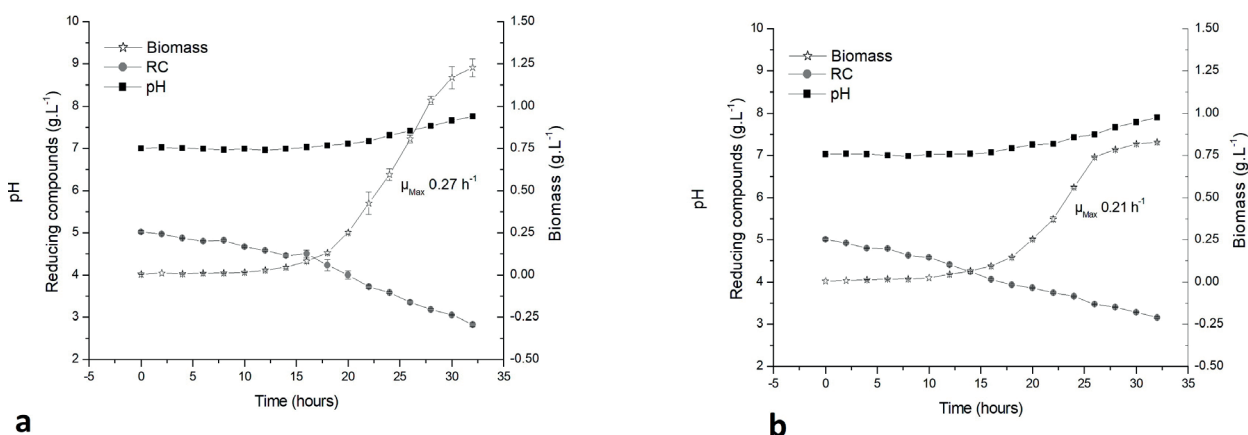 10
9
8
7
6
5
4
3
2
1.50
1.25
1.00
0.75
0.50
0.25
0.00
-0.25
-0.50
-5 0 5 10 15 20 25 30 35
Time (hours)
pH
Reducing compounds (g.L⁻¹)
Biomass (g.L⁻¹)
Biomass
RC
pH
μMax 0.27 h⁻¹
a
10
9
8
7
6
5
4
3
2
1.50
1.25
1.00
0.75
0.50
0.25
0.00
-0.25
-0.50
-5 0 5 10 15 20 25 30 35
Time (hours)
pH
Reducing compounds (g.L⁻¹)
Biomass (g.L⁻¹)
Biomass
RC
pH
μMax 0.21 h⁻¹
b